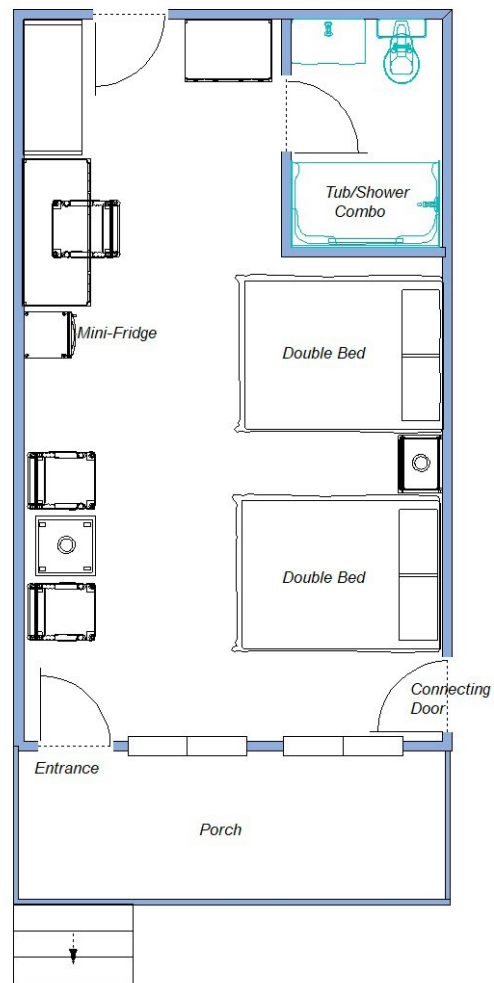 Tub/Shower
Combo
Mini-Fridge
Double Bed
Double Bed
Connecting
Door
Entrance
Porch